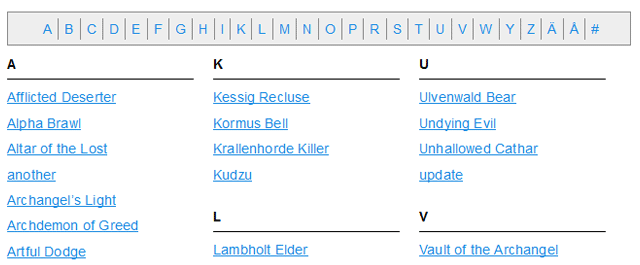 A B C D E F G H I K L M N O P R S T U V W Y Z Ä Å #
A
Afflicted Deserter
Alpha Brawl
Altar of the Lost
another
Archangel's Light
Archdemon of Greed
Artful Dodge
K
Kessig Recluse
Kormus Bell
Krallenhorde Killer
Kudzu
L
Lambholt Elder
U
Ulvenwald Bear
Undying Evil
Unhallowed Cathar
update
V
Vault of the Archangel